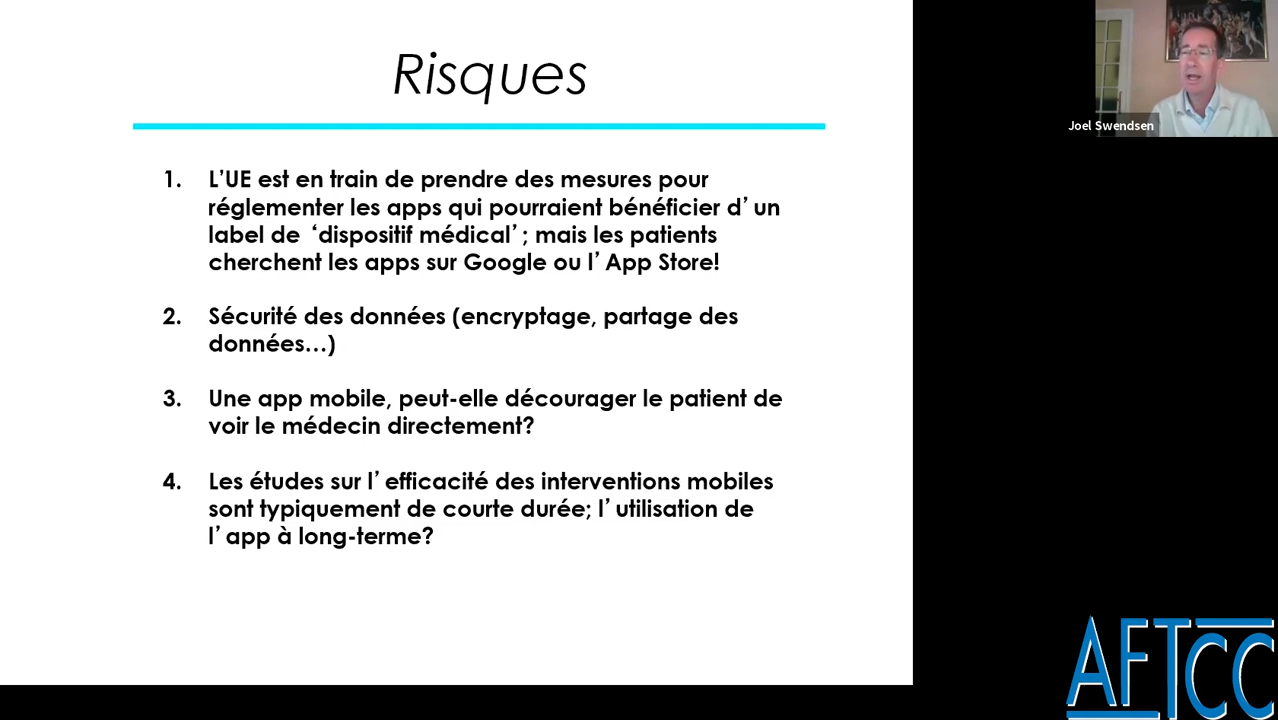 Risques
1. L’UE est en train de prendre des mesures pour
réglementer les apps qui pourraient bénéficier d’un
label de ‘dispositif médical’; mais les patients
cherchent les apps sur Google ou l’App Store!
2. Sécurité des données (encryptage, partage des
données…)
3. Une app mobile, peut-elle décourager le patient de
voir le médecin directement?
4. Les études sur l’efficacité des interventions mobiles
sont typiquement de courte durée; l’utilisation de
l’app à long-terme?
Joel Swendsen
AFTCC